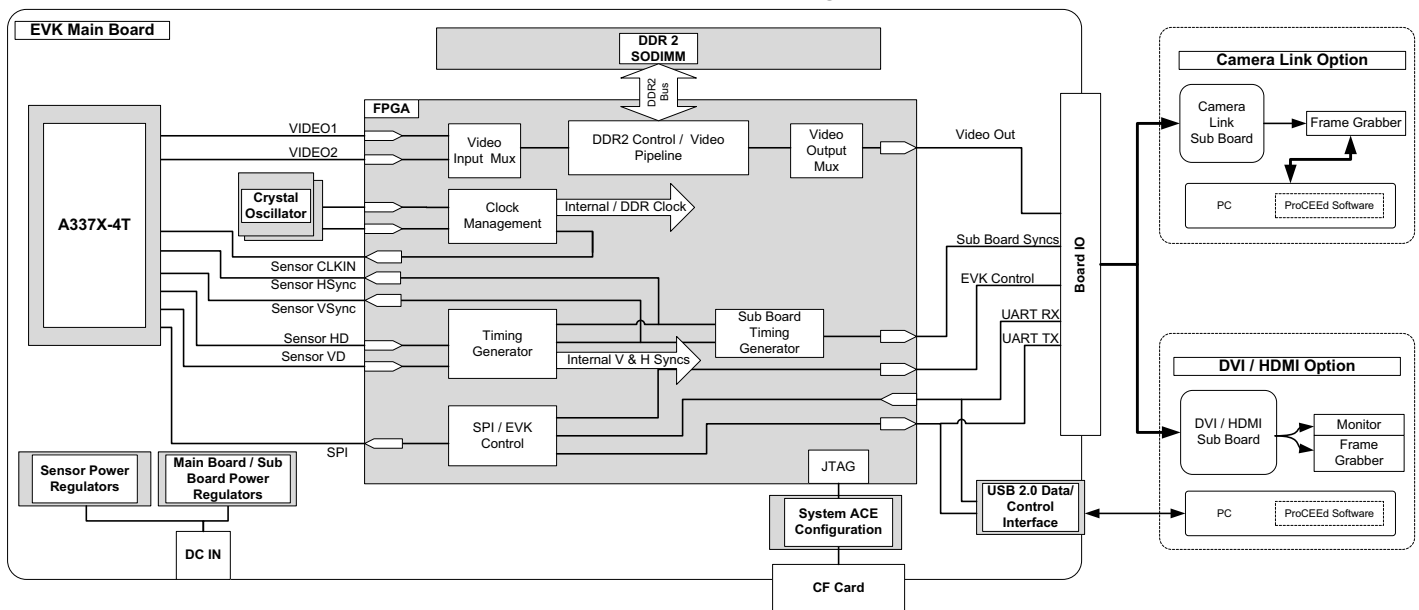 EVK Main Board
DDR 2
SODIMM
DDR2
Bus
FPGA
A337X-4T
VIDEO1
VIDEO2
Crystal
Oscillator
Sensor CLKIN
Sensor HSync
Sensor VSync
Sensor HD
Sensor VD
SPI
Video
Input Mux
DDR2 Control / Video
Pipeline
Video
Output
Mux
Clock
Management
Internal / DDR Clock
Timing
Generator
Internal V & H Syncs
Sub Board
Timing
Generator
SPI / EVK
Control
JTAG
Video Out
Sub Board Syncs
EVK Control
UART RX
UART TX
Board IO
Sensor Power
Regulators
Main Board / Sub
Board Power
Regulators
DC IN
System ACE
Configuration
CF Card
USB 2.0 Data/
Control
Interface
Camera Link Option
Camera
Link
Sub Board
Frame Grabber
PC
ProCEEd Software
DVI / HDMI Option
DVI / HDMI
Sub Board
Monitor
Frame
Grabber
PC
ProCEEd Software